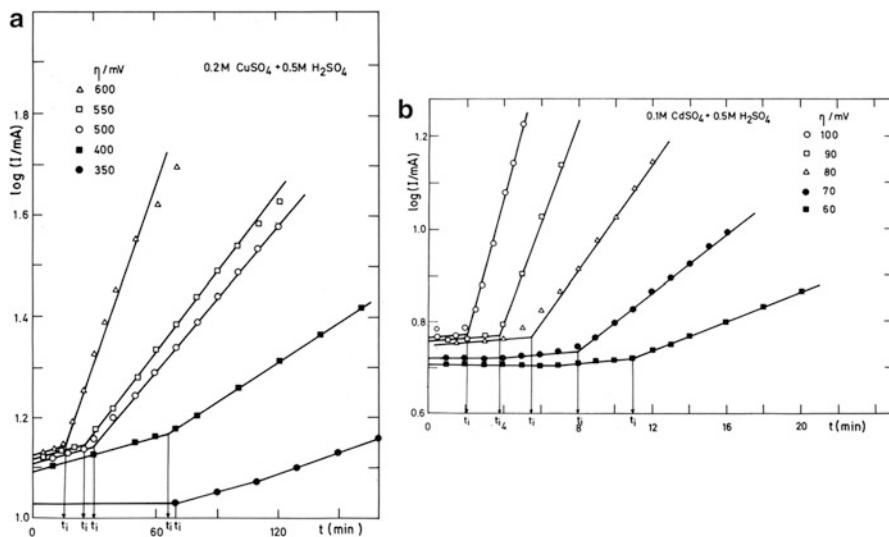 a
0.2M CuSO₄ + 0.5M H₂SO₄
η/mV
△ 600
□ 550
○ 500
■ 400
● 350
log (I/mA)
1.8
1.6
1.4
1.2
1.0
tᵢ tᵢ tᵢ tᵢ tᵢ
0 60 120 t (min)
b
0.1M CdSO₄ + 0.5M H₂SO₄
η/mV
○ 100
□ 90
△ 80
● 70
■ 60
log (I/mA)
1.2
1.0
0.8
0.6
tᵢ tᵢ tᵢ tᵢ tᵢ
0 4 8 12 16 20 t(min)